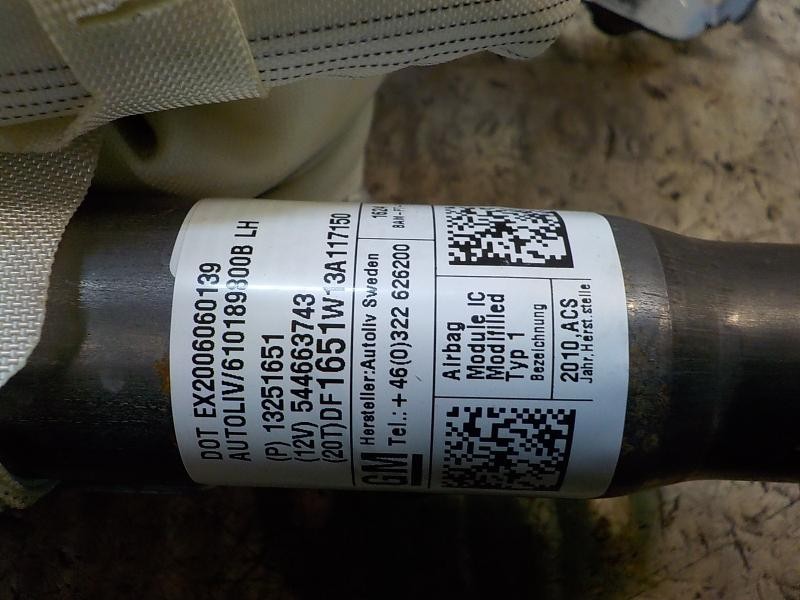 DOT EX2006060139
AUTOLIV/610189800B LH
(P) 13251651
(12V) 544663743
(20T)DF1651W13A117150
GM
Hersteller:Autoliv Sweden
Tel.:+46(0)322 626200
1624
Airbag
Module IC
Modifilled
Typ 1
Bezeichnung
2010,ACS
Jahr,Herst.stelle